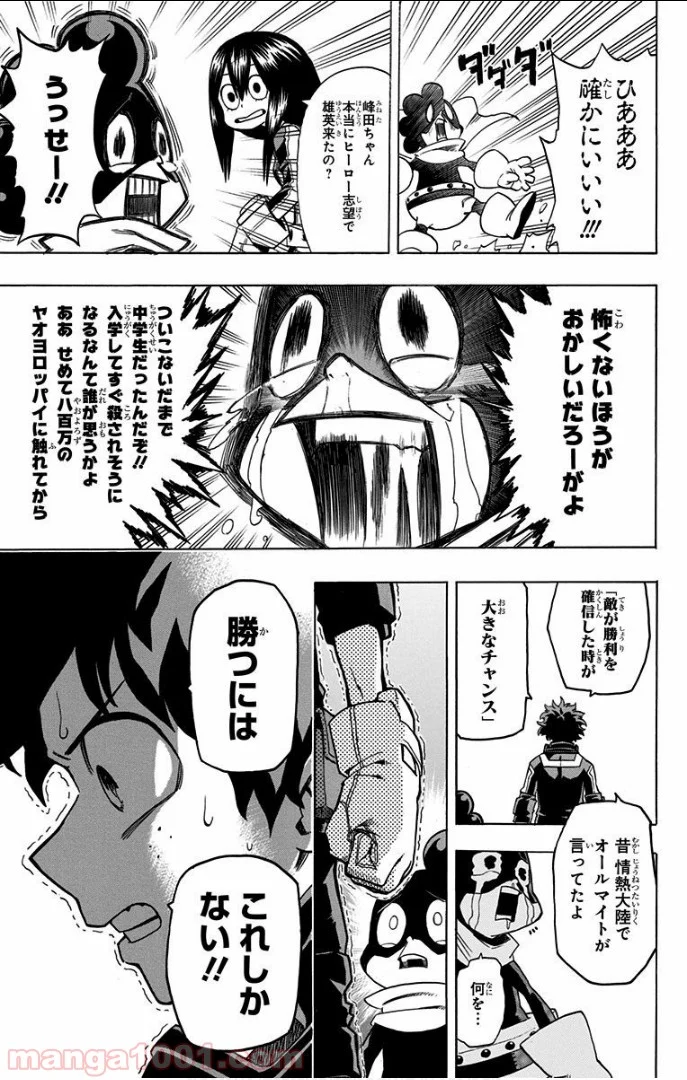 ひあああ
確かにいいい!!!
ダダダダ
峰田ちゃん
本当にヒーロー志望で
雄英来たの?
うっせー!!
怖くないほうが
おかしいだろーがよ
ついこないだまで
中学生だったんだぞ!!
入学してすぐ殺されそうに
なるなんて誰が思うかよ
ああ せめて八百万の
ヤオヨロッパイに触れてから
「敵が勝利を
確信した時が
大きなチャンス」
昔 情熱大陸で
オールマイトが
言ってたよ
何を…
勝つには
これしか
ない!!
manga1001.com